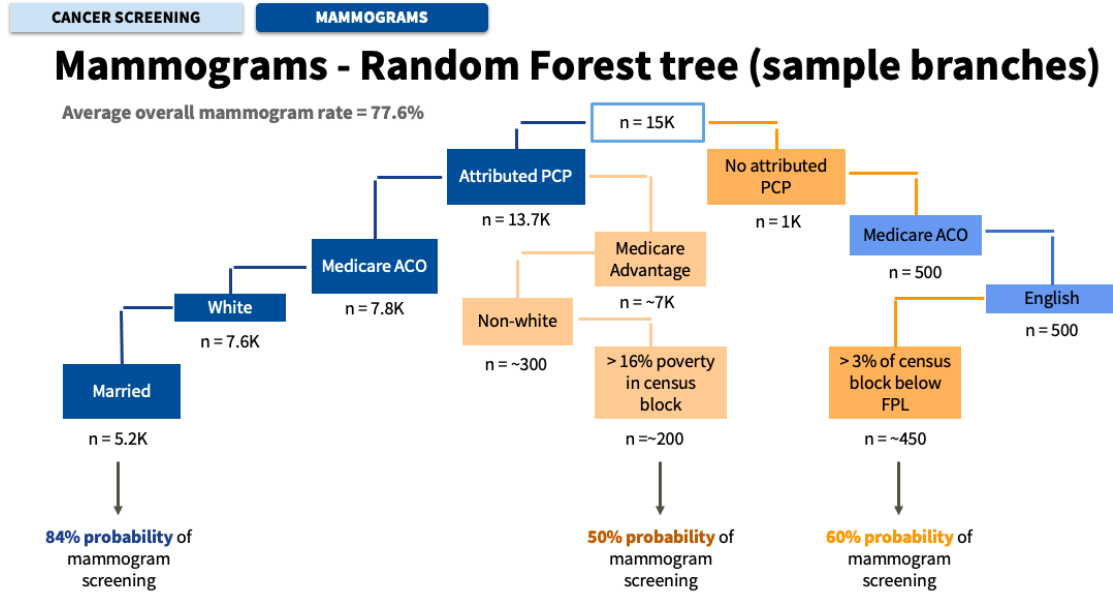 CANCER SCREENING
MAMMOGRAMS
Mammograms - Random Forest tree (sample branches)
Average overall mammogram rate = 77.6%
n = 15K
Attributed PCP
n = 13.7K
No attributed
PCP
n = 1K
Medicare ACO
n = 7.8K
Medicare
Advantage
n = ~7K
Medicare ACO
n = 500
White
n = 7.6K
Non-white
n = ~300
English
n = 500
Married
n = 5.2K
> 16% poverty
in census
block
n =~200
> 3% of census
block below
FPL
n = ~450
84% probability of
mammogram
screening
50% probability of
mammogram
screening
60% probability of
mammogram
screening